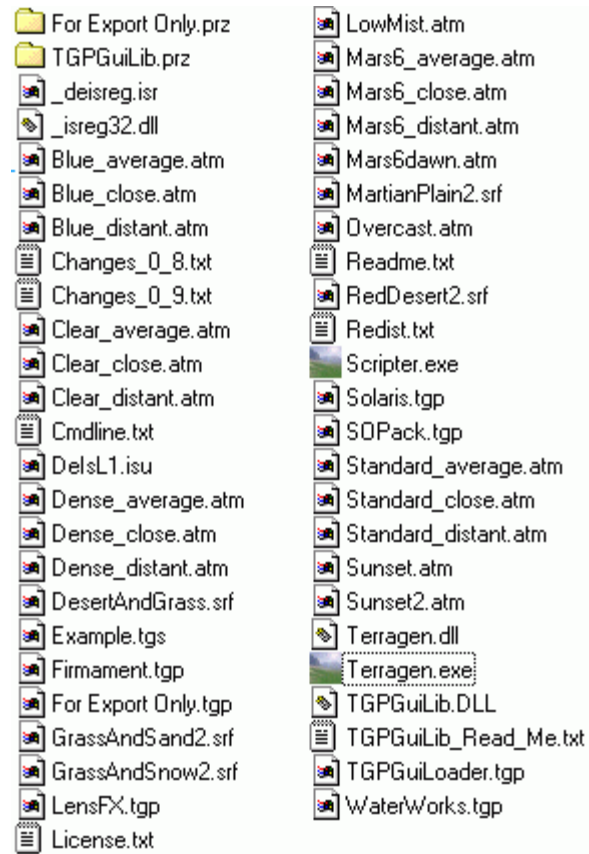 For Export Only.prz
TGPGuiLib.prz
_deisreg.isr
_isreg32.dll
Blue_average.atm
Blue_close.atm
Blue_distant.atm
Changes_0_8.txt
Changes_0_9.txt
Clear_average.atm
Clear_close.atm
Clear_distant.atm
Cmdline.txt
DeIsL1.isu
Dense_average.atm
Dense_close.atm
Dense_distant.atm
DesertAndGrass.srf
Example.tgs
Firmament.tgp
For Export Only.tgp
GrassAndSand2.srf
GrassAndSnow2.srf
LensFX.tgp
License.txt
LowMist.atm
Mars6_average.atm
Mars6_close.atm
Mars6_distant.atm
Mars6dawn.atm
MartianPlain2.srf
Overcast.atm
Readme.txt
RedDesert2.srf
Redist.txt
Scripter.exe
Solaris.tgp
SOPack.tgp
Standard_average.atm
Standard_close.atm
Standard_distant.atm
Sunset.atm
Sunset2.atm
Terragen.dll
Terragen.exe
TGPGuiLib.DLL
TGPGuiLib_Read_Me.txt
TGPGuiLoader.tgp
WaterWorks.tgp